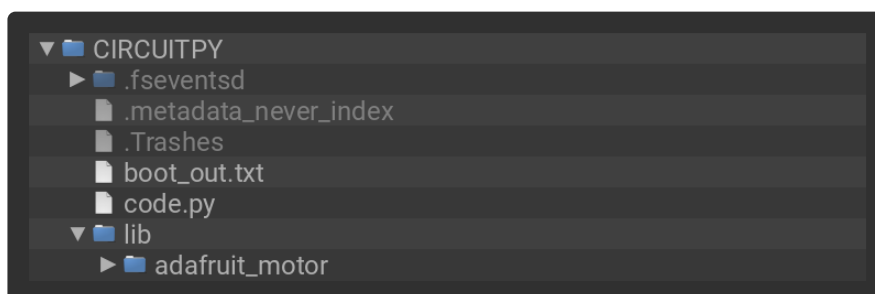 CIRCUITPY
.fseventsd
.metadata_never_index
.Trashes
boot_out.txt
code.py
lib
adafruit_motor